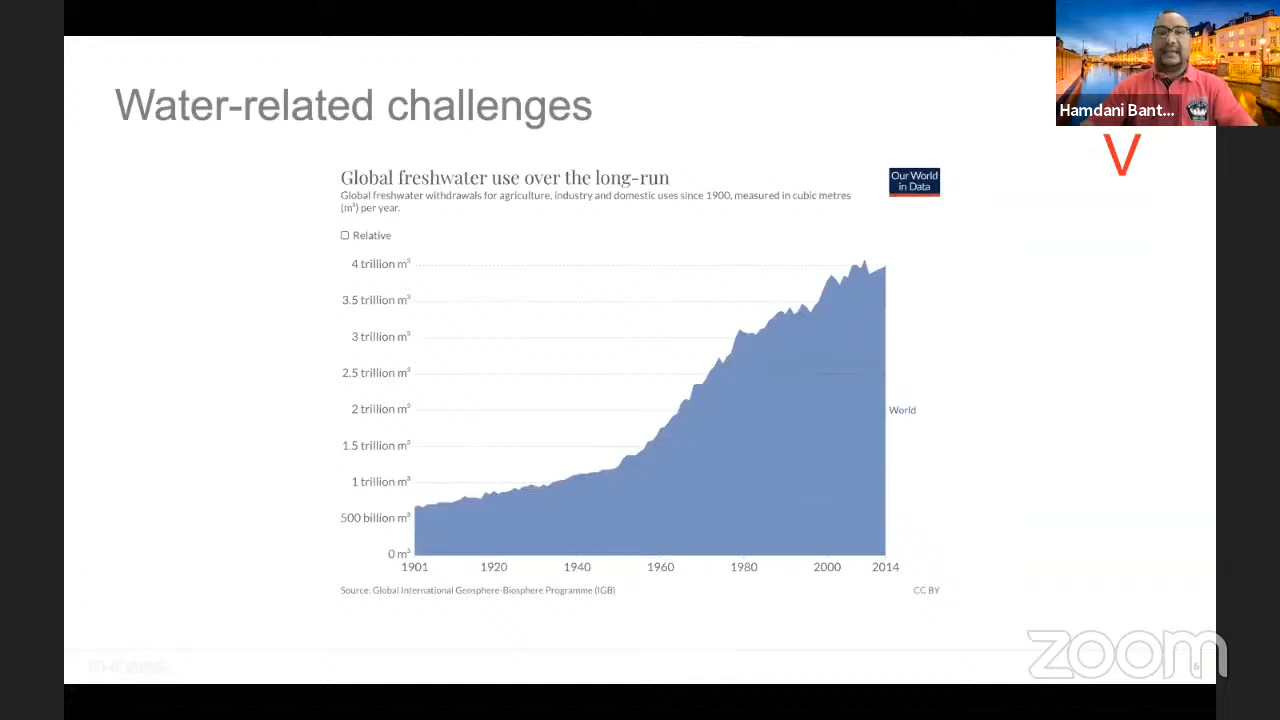 Water-related challenges
Hamdani Bant...
V
Global freshwater use over the long-run
Our World
in Data
Global freshwater withdrawals for agriculture, industry and domestic uses since 1900, measured in cubic metres
(m³) per year.
Relative
4 trillion m³
3.5 trillion m³
3 trillion m³
2.5 trillion m³
2 trillion m³
World
1.5 trillion m³
1 trillion m³
500 billion m³
0 m³
1901 1920 1940 1960 1980 2000 2014
Source: Global International Geosphere-Biosphere Programme (IGB)
CC BY
zoom
6